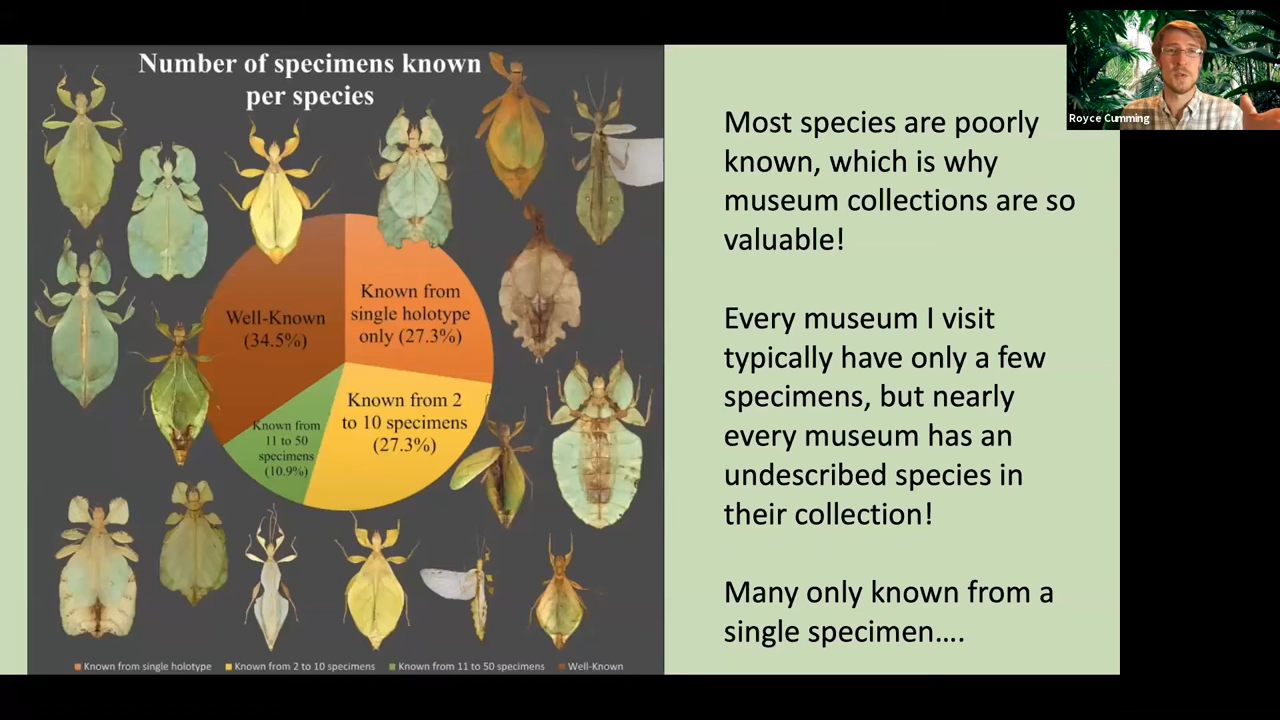 Number of specimens known
per species
Well-Known
(34.5%)
Known from
single holotype
only (27.3%)
Known from 2
to 10 specimens
(27.3%)
Known from
11 to 50
specimens
(10.9%)
Known from single holotype
Known from 2 to 10 specimens
Known from 11 to 50 specimens
Well-Known
Most species are poorly
known, which is why
museum collections are so
valuable!
Every museum I visit
typically have only a few
specimens, but nearly
every museum has an
undescribed species in
their collection!
Many only known from a
single specimen....
Royce Cumming